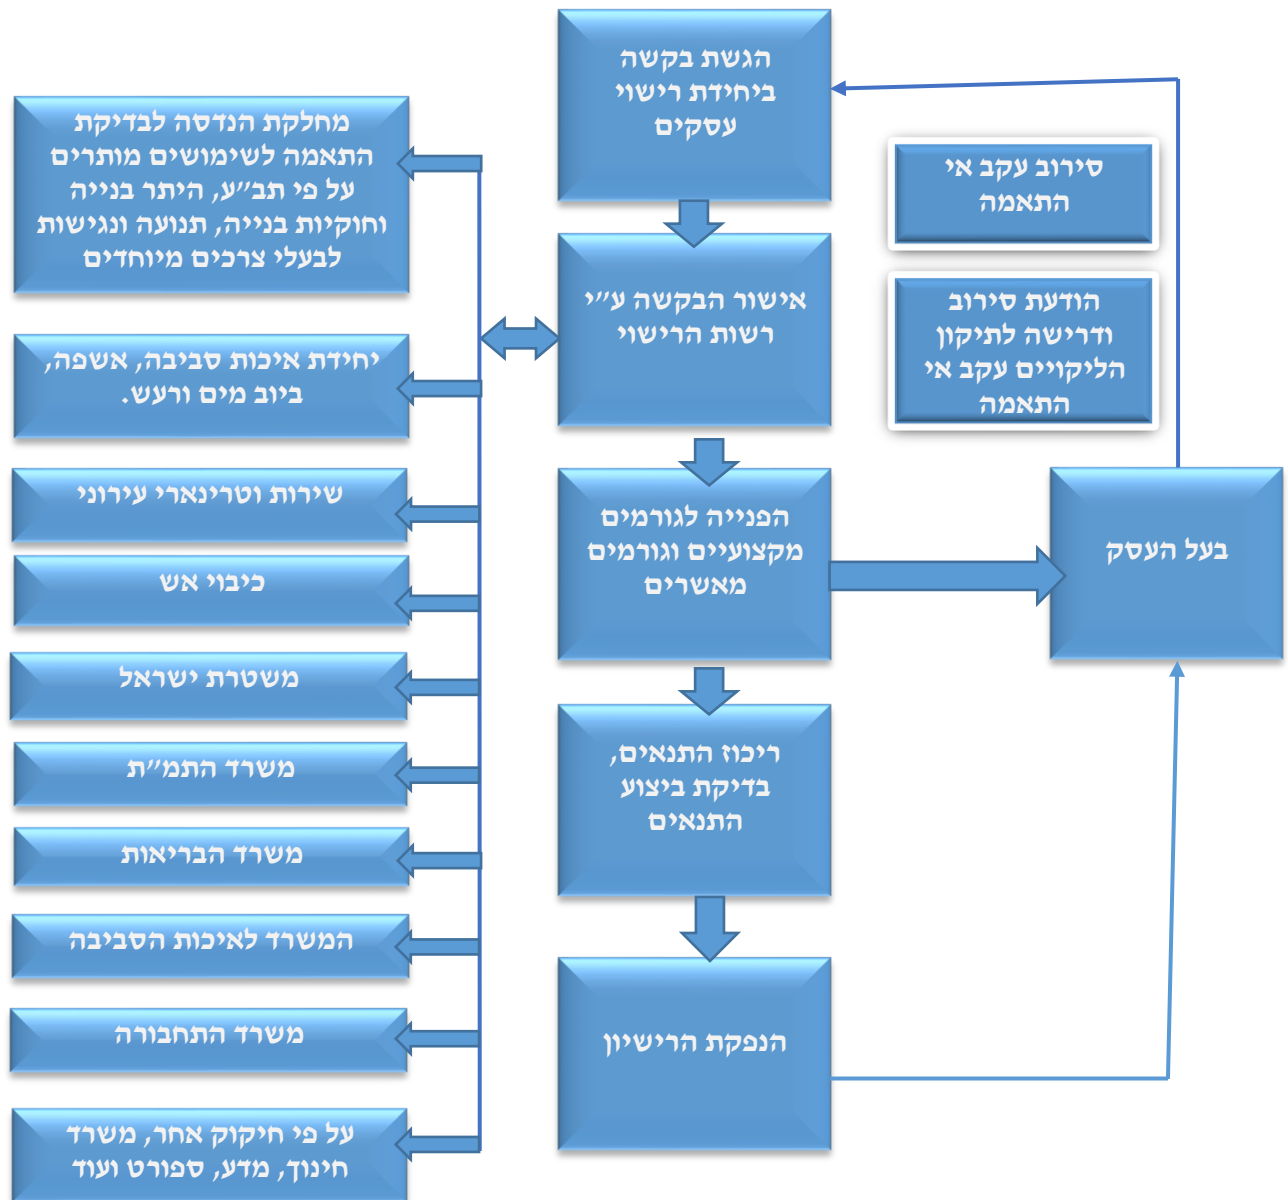 הגשת בקשה
ביחידת רישוי
עסקים
סירוב עקב אי
התאמה
הודעת סירוב
ודרישה לתיקון
הליקויים עקב אי
התאמה
אישור הבקשה ע״י
רשות הרישוי
הפנייה לגורמים
מקצועיים וגורמים
מאשרים
בעל העסק
ריכוז התנאים,
בדיקת ביצוע
התנאים
הנפקת הרישיון
מחלקת הנדסה לבדיקת
התאמה לשימושים מותרים
על פי תב״ע, היתר בנייה
וחוקיות בנייה, תנועה ונגישות
לבעלי צרכים מיוחדים
יחידת איכות סביבה, אשפה,
ביוב מים ורעש.
שירות וטרינארי עירוני
כיבוי אש
משטרת ישראל
משרד התמ״ת
משרד הבריאות
המשרד לאיכות הסביבה
משרד התחבורה
על פי חיקוק אחר, משרד
חינוך, מדע, ספורט ועוד